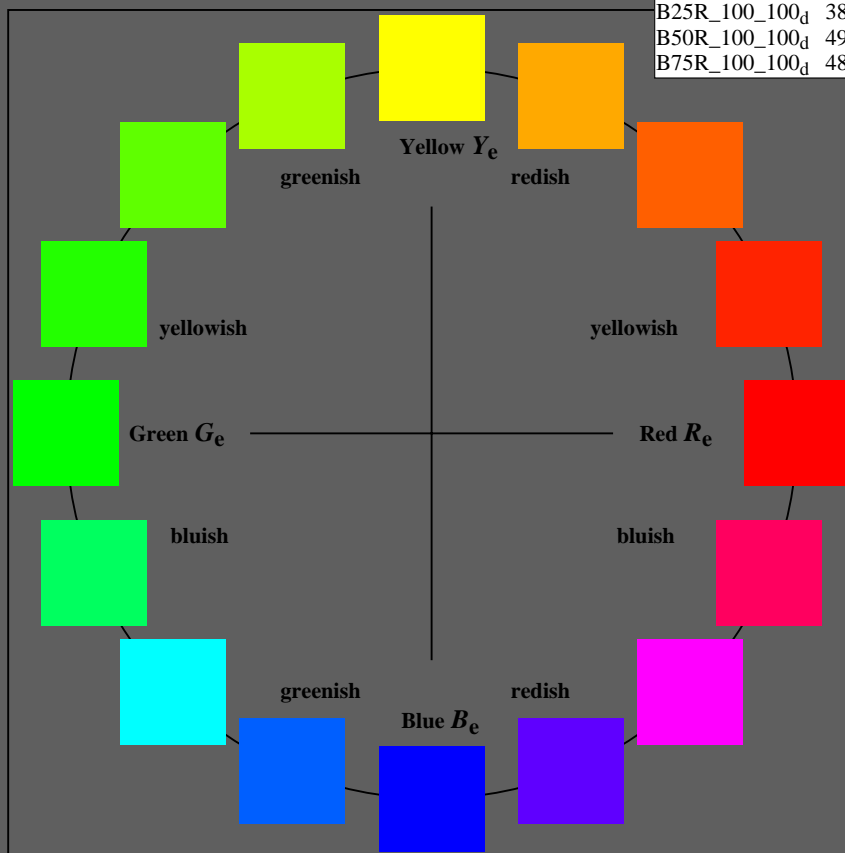 B25R_100_100d 38
B50R_100_100d 49
B75R_100_100d 48
Yellow Ye
greenish redish
yellowish yellowish
Green Ge Red Re
bluish bluish
greenish redish
Blue Be